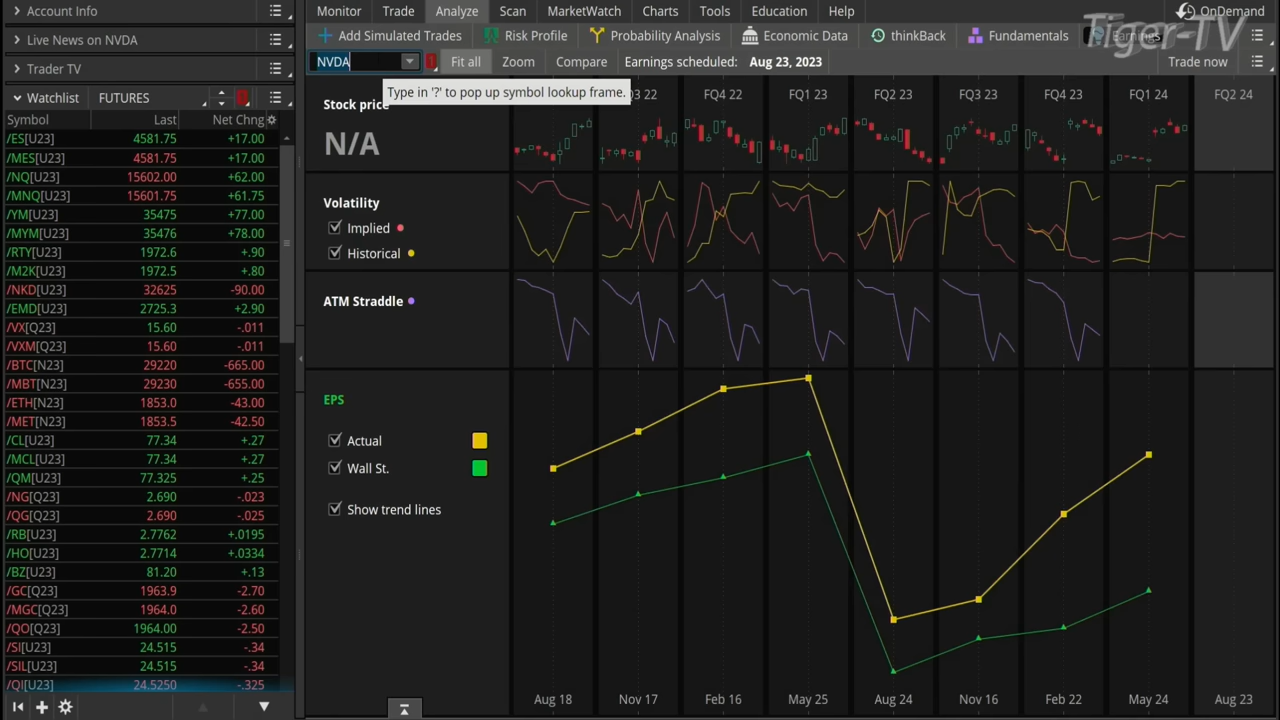 Account Info
Live News on NVDA
Trader TV
Watchlist FUTURES
Symbol Last Net Chng
/ES[U23] 4581.75 +17.00
/MES[U23] 4581.75 +17.00
/NQ[U23] 15602.00 +62.00
/MNQ[U23] 15601.75 +61.75
/YM[U23] 35475 +77.00
/MYM[U23] 35476 +78.00
/RTY[U23] 1972.6 +.90
/M2K[U23] 1972.5 +.80
/NKD[U23] 32625 -90.00
/EMD[U23] 2725.3 +2.90
/VX[Q23] 15.60 -.011
/VXM[Q23] 15.60 -.011
/BTC[N23] 29220 -665.00
/MBT[N23] 29230 -655.00
/ETH[N23] 1853.0 -43.00
/MET[N23] 1853.5 -42.50
/CL[U23] 77.34 +.27
/MCL[U23] 77.34 +.27
/QM[U23] 77.325 +.25
/NG[Q23] 2.690 -.023
/QG[Q23] 2.690 -.025
/RB[U23] 2.7762 +.0195
/HO[U23] 2.7714 +.0334
/BZ[U23] 81.20 +.13
/GC[Q23] 1963.9 -2.70
/MGC[Q23] 1964.0 -2.60
/QO[Q23] 1964.00 -2.50
/SI[U23] 24.515 -.34
/SIL[U23] 24.515 -.34
/QI[U23] 24.5250 -.325
Monitor Trade Analyze Scan MarketWatch Charts Tools Education Help OnDemand
Tiger-TV
Add Simulated Trades Risk Profile Probability Analysis Economic Data thinkBack Fundamentals Earnings
NVDA Fit all Zoom Compare Earnings scheduled: Aug 23, 2023 Trade now
Type in '?' to pop up symbol lookup frame.
Stock price 3 22 FQ4 22 FQ1 23 FQ2 23 FQ3 23 FQ4 23 FQ1 24 FQ2 24
N/A
Volatility
Implied
Historical
ATM Straddle
EPS
Actual
Wall St.
Show trend lines
Aug 18 Nov 17 Feb 16 May 25 Aug 24 Nov 16 Feb 22 May 24 Aug 23